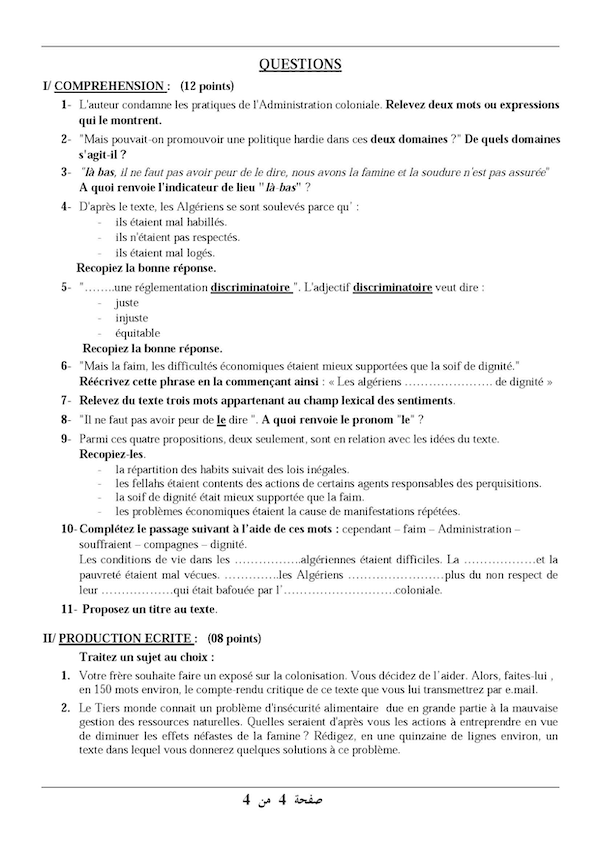 QUESTIONS
I/ COMPREHENSION : (12 points)
1- L'auteur condamne les pratiques de l'Administration coloniale. Relevez deux mots ou expressions
qui le montrent.
2- "Mais pouvait-on promouvoir une politique hardie dans ces deux domaines ?" De quels domaines
s'agit-il ?
3- "là bas, il ne faut pas avoir peur de le dire, nous avons la famine et la soudure n'est pas assurée"
A quoi renvoie l'indicateur de lieu "là-bas" ?
4- D'après le texte, les Algériens se sont soulevés parce qu' :
- ils étaient mal habillés.
- ils n'étaient pas respectés.
- ils étaient mal logés.
Recopiez la bonne réponse.
5- "……..une réglementation discriminatoire ". L'adjectif discriminatoire veut dire :
- juste
- injuste
- équitable
Recopiez la bonne réponse.
6- "Mais la faim, les difficultés économiques étaient mieux supportées que la soif de dignité."
Réécrivez cette phrase en la commençant ainsi : « Les algériens …………………. de dignité »
7- Relevez du texte trois mots appartenant au champ lexical des sentiments.
8- "Il ne faut pas avoir peur de le dire ". A quoi renvoie le pronom "le" ?
9- Parmi ces quatre propositions, deux seulement, sont en relation avec les idées du texte.
Recopiez-les.
- la répartition des habits suivait des lois inégales.
- les fellahs étaient contents des actions de certains agents responsables des perquisitions.
- la soif de dignité était mieux supportée que la faim.
- les problèmes économiques étaient la cause de manifestations répétées.
10- Complétez le passage suivant à l'aide de ces mots : cependant – faim – Administration –
souffraient – compagnes – dignité.
Les conditions de vie dans les ……………..algériennes étaient difficiles. La ………………et la
pauvreté étaient mal vécues. …………..les Algériens ……………………plus du non respect de
leur ………………qui était bafouée par l'……………………….coloniale.
11- Proposez un titre au texte.
II/ PRODUCTION ECRITE : (08 points)
Traitez un sujet au choix :
1. Votre frère souhaite faire un exposé sur la colonisation. Vous décidez de l'aider. Alors, faites-lui ,
en 150 mots environ, le compte-rendu critique de ce texte que vous lui transmettrez par e.mail.
2. Le Tiers monde connait un problème d'insécurité alimentaire due en grande partie à la mauvaise
gestion des ressources naturelles. Quelles seraient d'après vous les actions à entreprendre en vue
de diminuer les effets néfastes de la famine ? Rédigez, en une quinzaine de lignes environ, un
texte dans lequel vous donnerez quelques solutions à ce problème.
صفحة 4 من 4